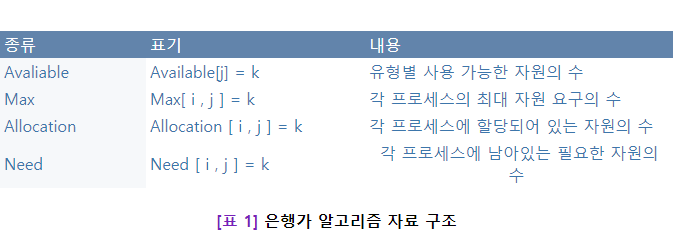 종류 표기 내용
Avaliable Available[j] = k 유형별 사용 가능한 자원의 수
Max Max[ i , j ] = k 각 프로세스의 최대 자원 요구의 수
Allocation Allocation [ i , j ] = k 각 프로세스에 할당되어 있는 자원의 수
Need Need [ i , j ] = k 각 프로세스에 남아있는 필요한 자원의
수
[표 1] 은행가 알고리즘 자료 구조